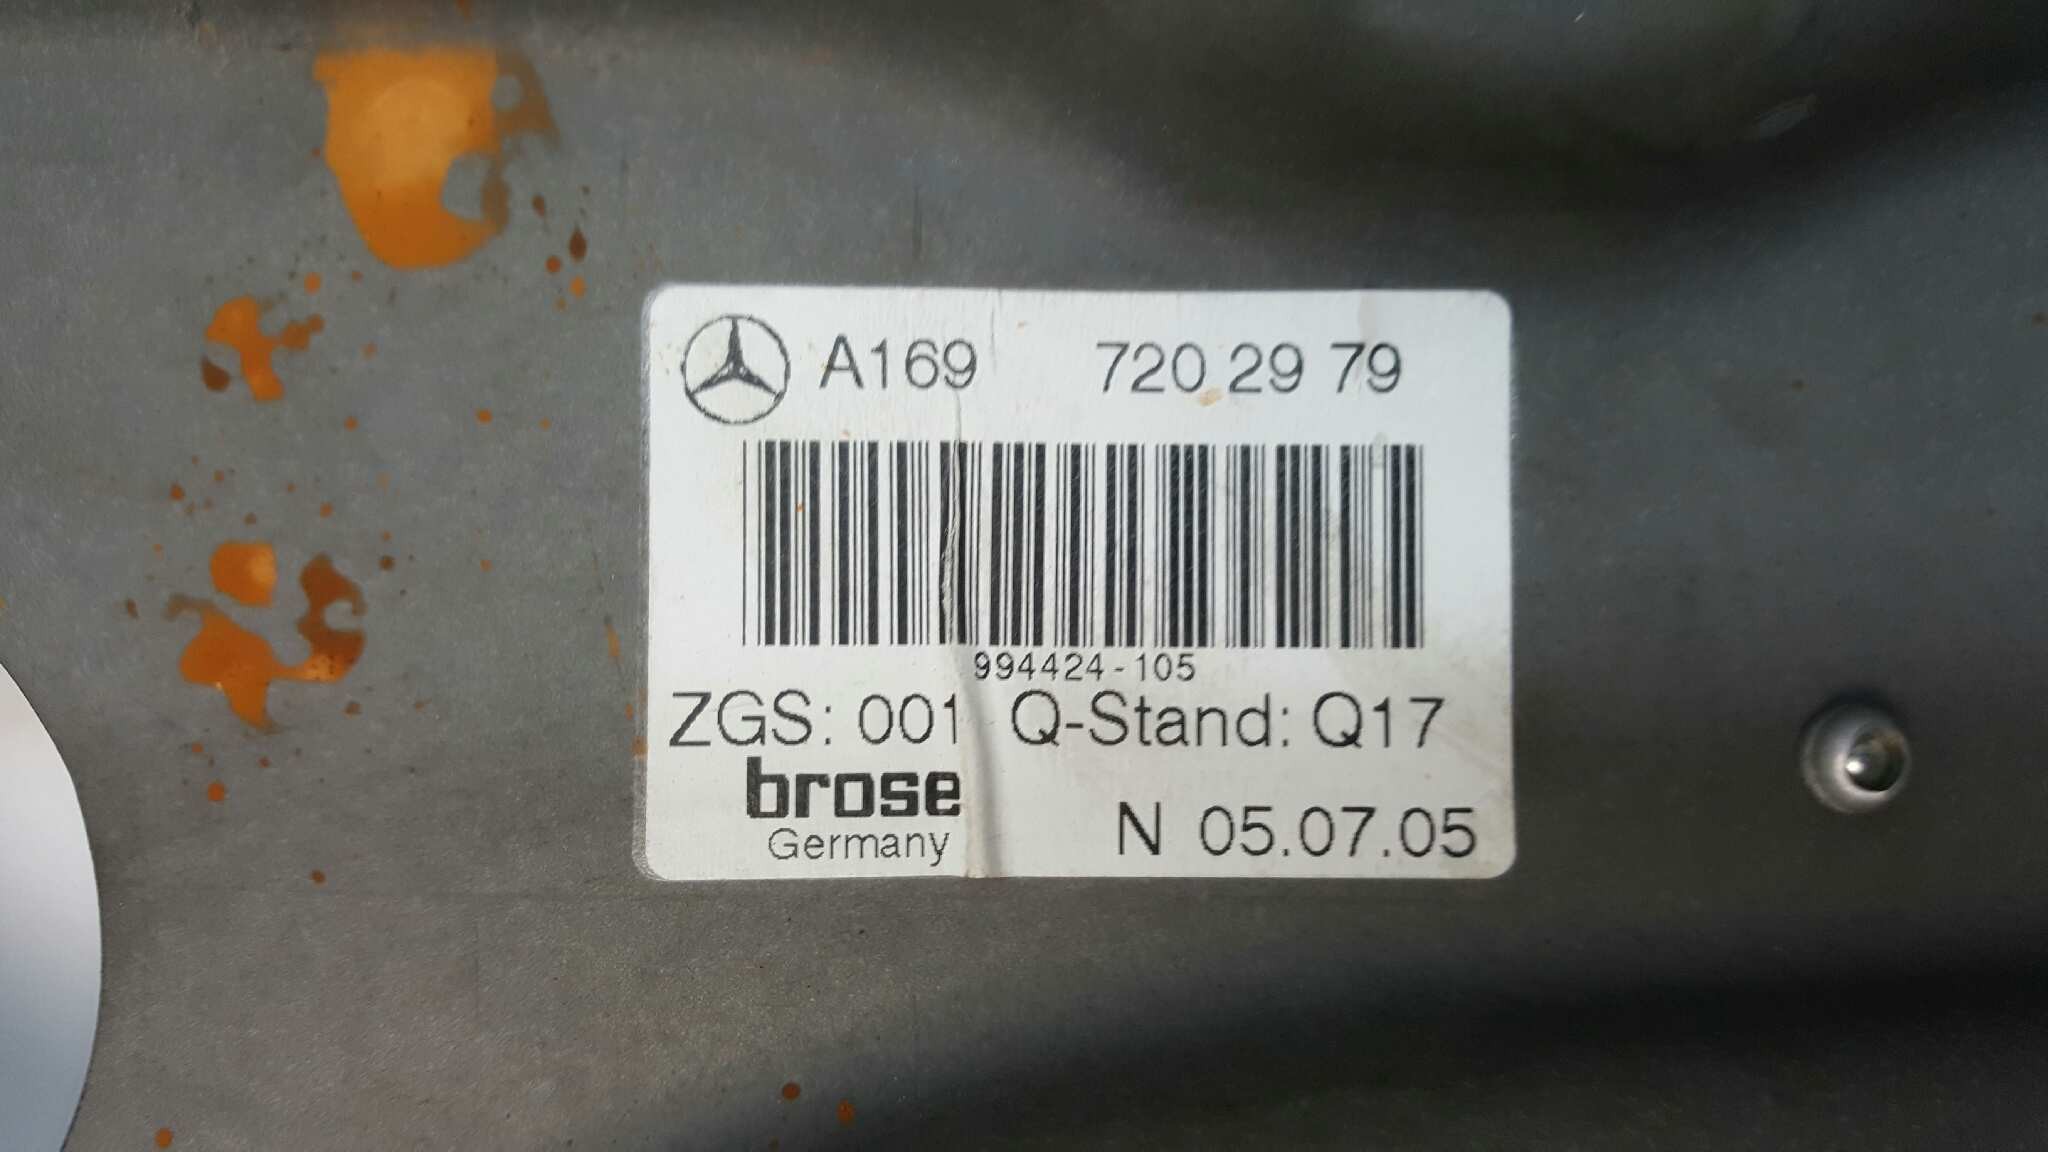 A169 720 29 79
994424-105
ZGS: 001 Q-Stand: Q17
brose
Germany
N 05.07.05